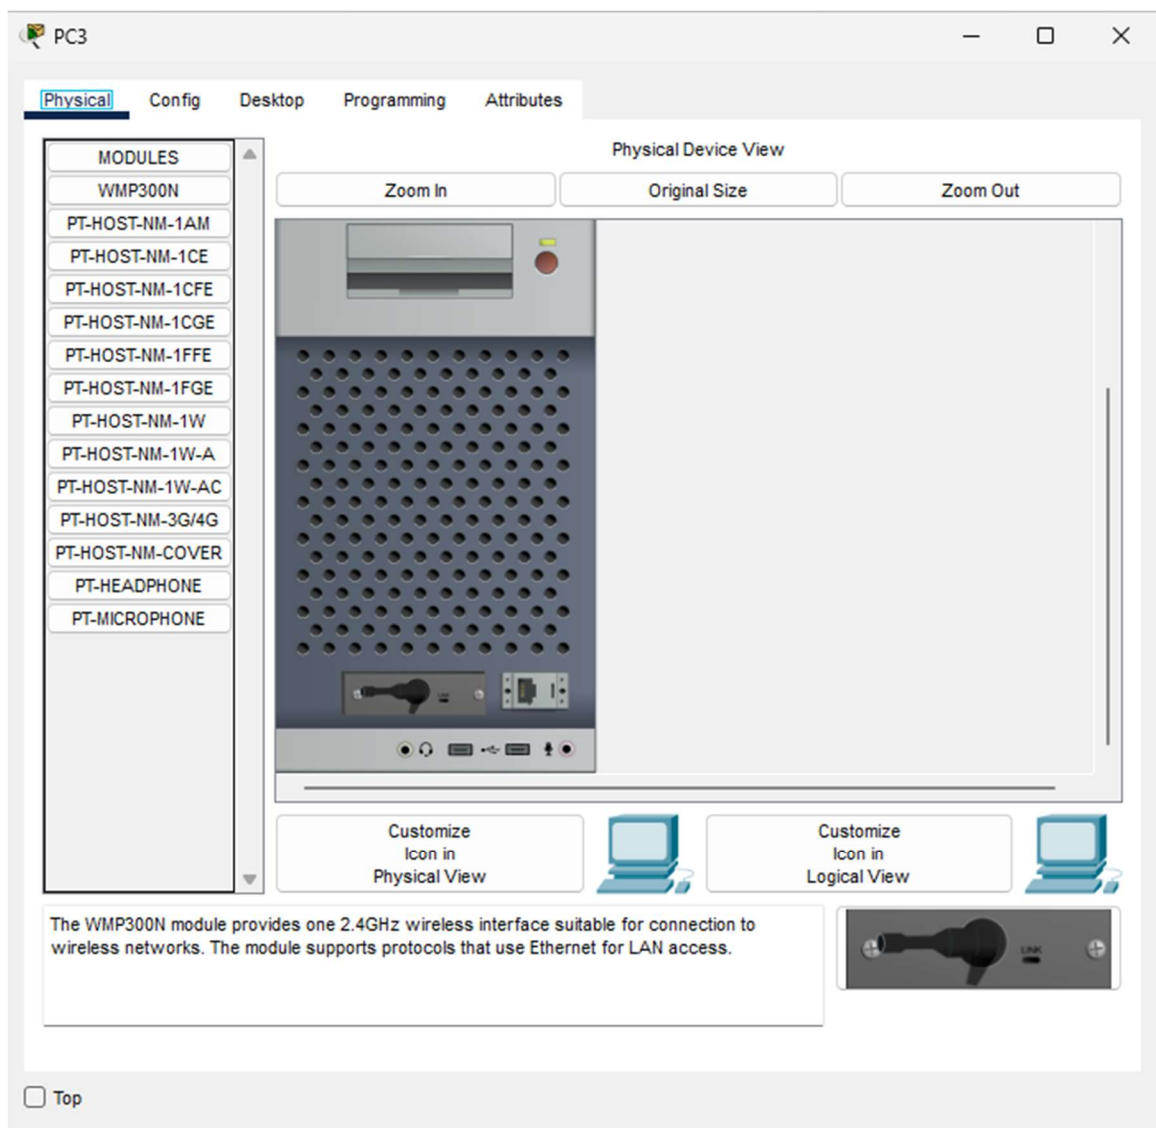 PC3
Physical Config Desktop Programming Attributes
MODULES
WMP300N
PT-HOST-NM-1AM
PT-HOST-NM-1CE
PT-HOST-NM-1CFE
PT-HOST-NM-1CGE
PT-HOST-NM-1FFE
PT-HOST-NM-1FGE
PT-HOST-NM-1W
PT-HOST-NM-1W-A
PT-HOST-NM-1W-AC
PT-HOST-NM-3G/4G
PT-HOST-NM-COVER
PT-HEADPHONE
PT-MICROPHONE
Physical Device View
Zoom In Original Size Zoom Out
LINK
Customize
Icon in
Physical View
Customize
Icon in
Logical View
The WMP300N module provides one 2.4GHz wireless interface suitable for connection to
wireless networks. The module supports protocols that use Ethernet for LAN access.
LINK
Top